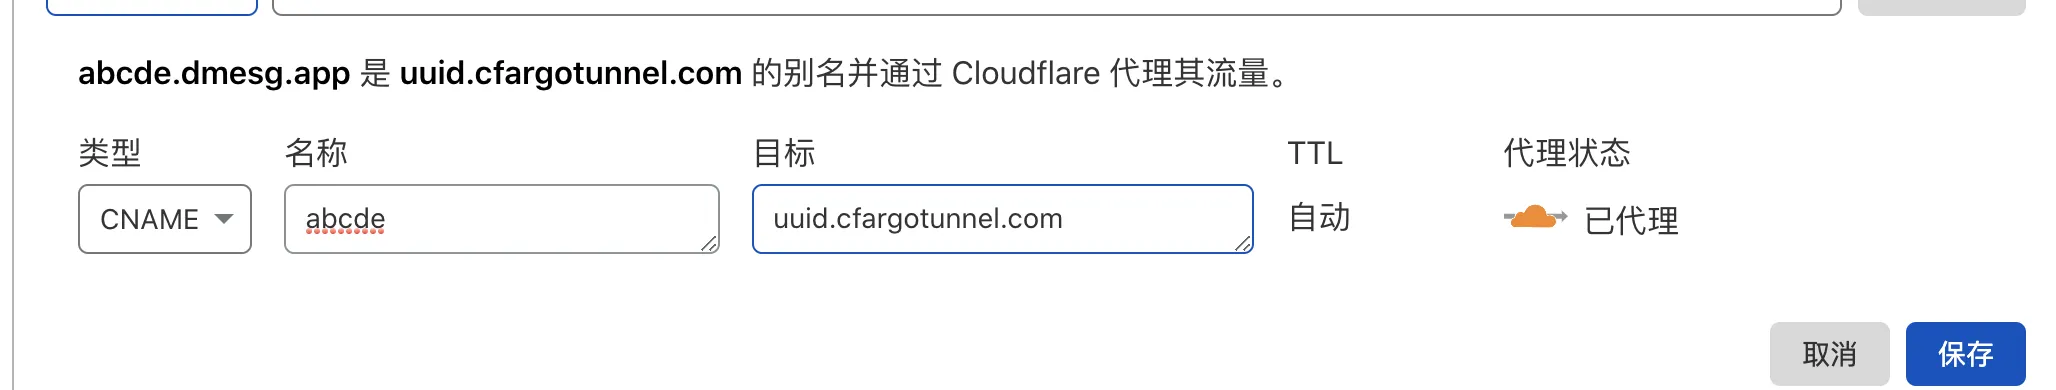 abcde.dmesg.app 是 uuid.cfargotunnel.com 的别名并通过 Cloudflare 代理其流量。
类型 名称 目标 TTL 代理状态
CNAME abcde uuid.cfargotunnel.com 自动 已代理
取消 保存